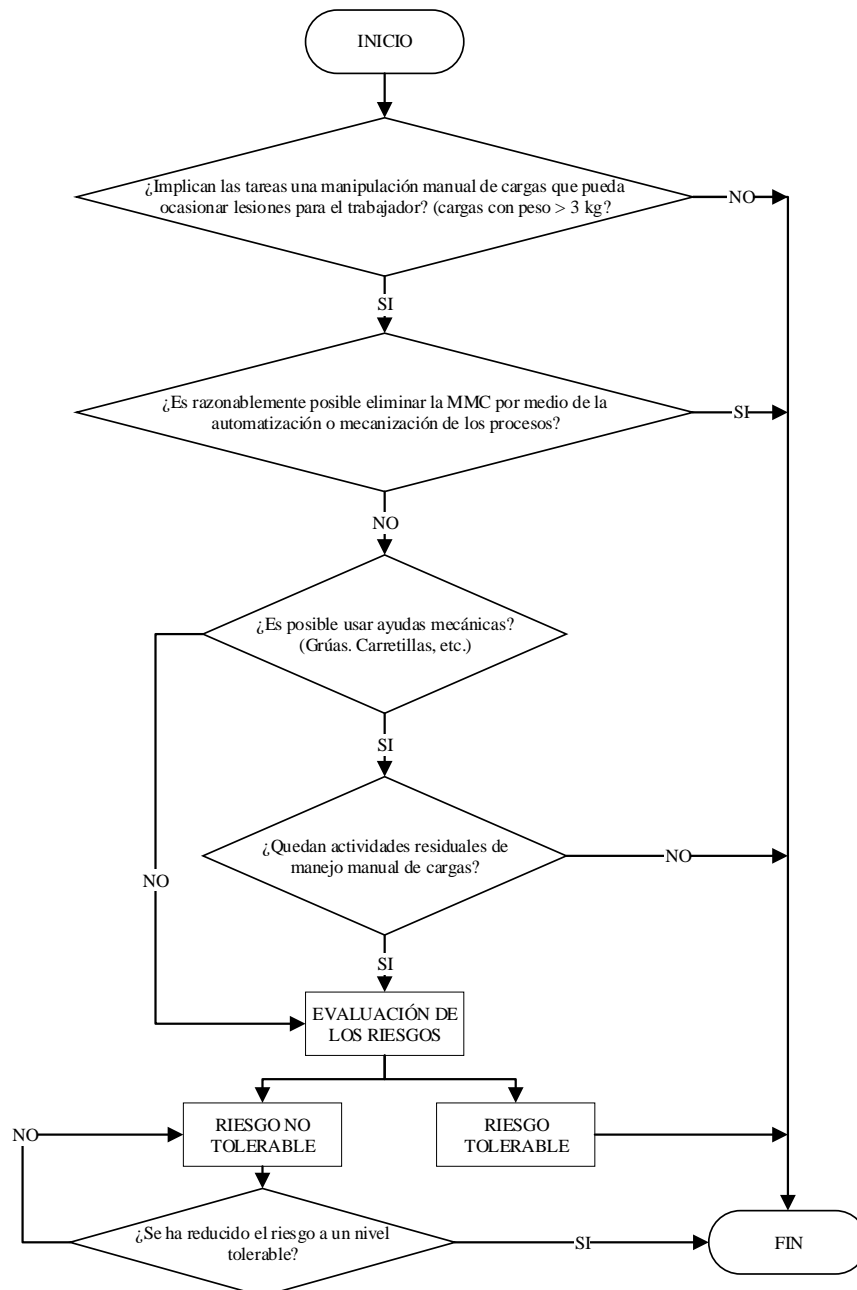 INICIO
¿Implican las tareas una manipulación manual de cargas que pueda
ocasionar lesiones para el trabajador? (cargas con peso > 3 kg?
NO
SI
¿Es razonablemente posible eliminar la MMC por medio de la
automatización o mecanización de los procesos?
SI
NO
¿Es posible usar ayudas mecánicas?
(Grúas. Carretillas, etc.)
SI
¿Quedan actividades residuales de
manejo manual de cargas?
NO
NO
SI
EVALUACIÓN DE
LOS RIESGOS
RIESGO NO
TOLERABLE
RIESGO
TOLERABLE
NO
¿Se ha reducido el riesgo a un nivel
tolerable?
SI
FIN